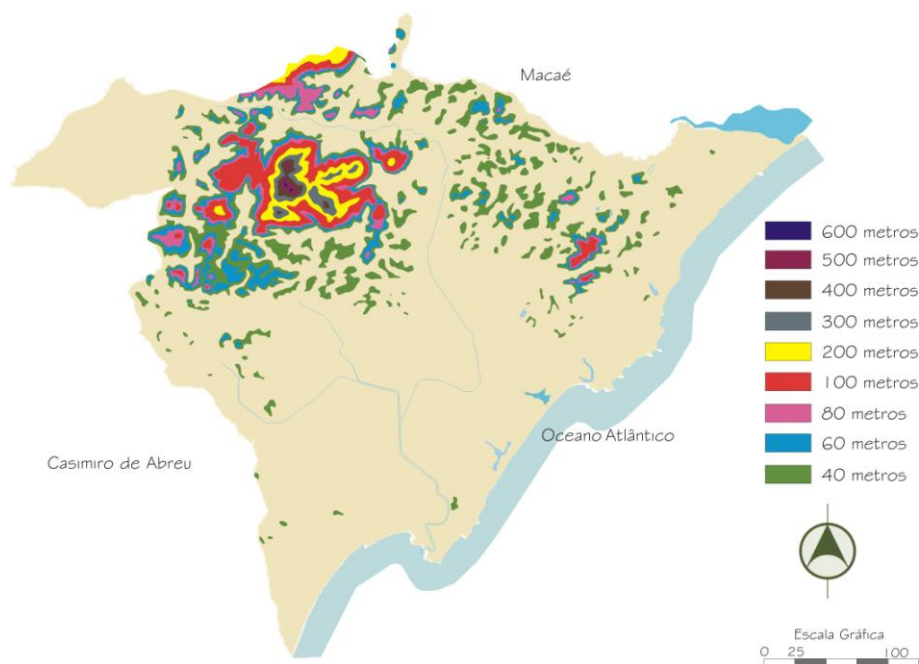 Macaé
600 metros
500 metros
400 metros
300 metros
200 metros
100 metros
80 metros
60 metros
40 metros
Oceano Atlântico
Casimiro de Abreu
Escala Gráfica
0 25 100